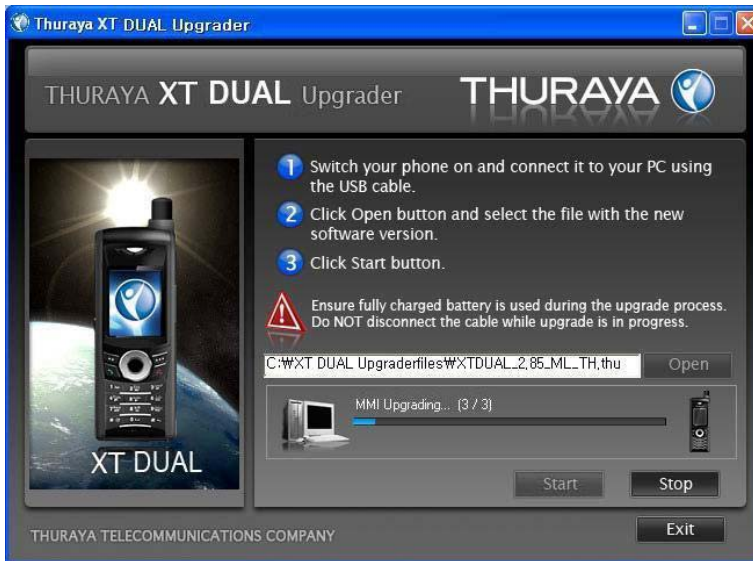 Thuraya XT DUAL Upgrader
THURAYA XT DUAL Upgrader
THURAYA
1 Switch your phone on and connect it to your PC using
the USB cable.
2 Click Open button and select the file with the new
software version.
3 Click Start button.
Ensure fully charged battery is used during the upgrade process.
Do NOT disconnect the cable while upgrade is in progress.
C:₩XT DUAL Upgraderfiles₩XTDUAL_2,85_ML_TH,thu
Open
MMI Upgrading... (3 / 3)
XT DUAL
Start
Stop
THURAYA TELECOMMUNICATIONS COMPANY
Exit